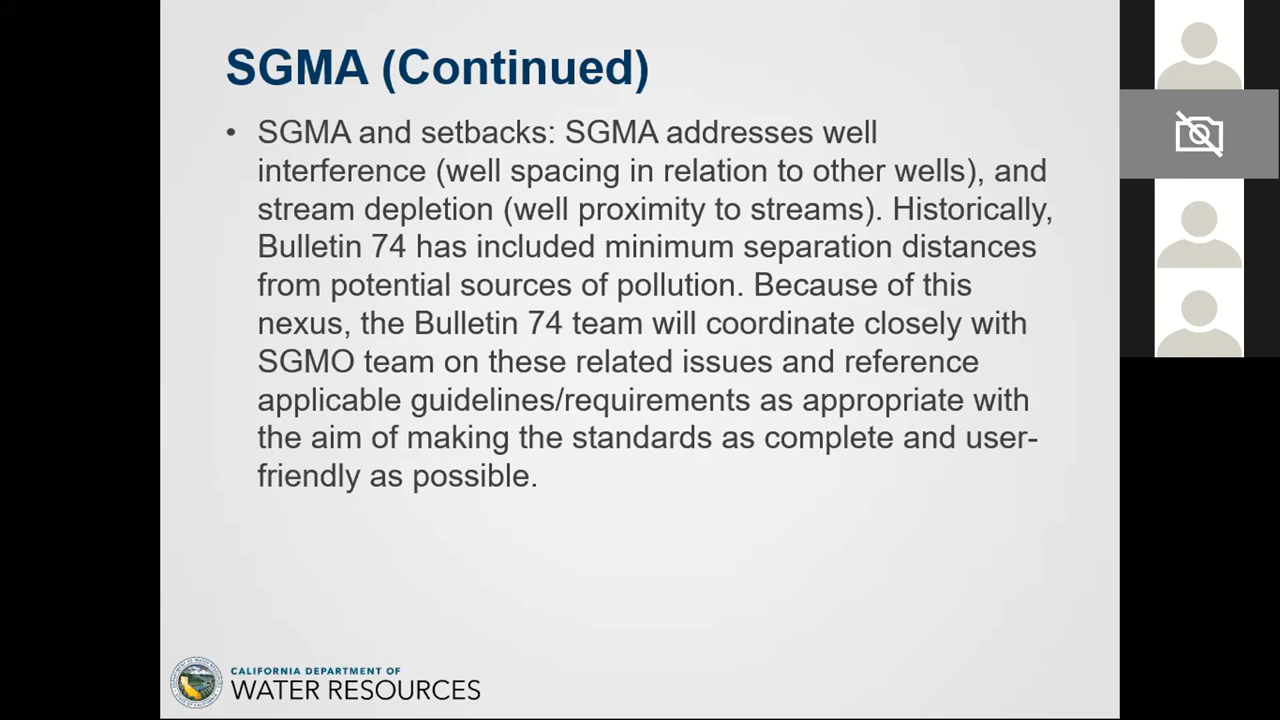 SGMA (Continued)
• SGMA and setbacks: SGMA addresses well
interference (well spacing in relation to other wells), and
stream depletion (well proximity to streams). Historically,
Bulletin 74 has included minimum separation distances
from potential sources of pollution. Because of this
nexus, the Bulletin 74 team will coordinate closely with
SGMO team on these related issues and reference
applicable guidelines/requirements as appropriate with
the aim of making the standards as complete and user-
friendly as possible.
CALIFORNIA DEPARTMENT OF
WATER RESOURCES